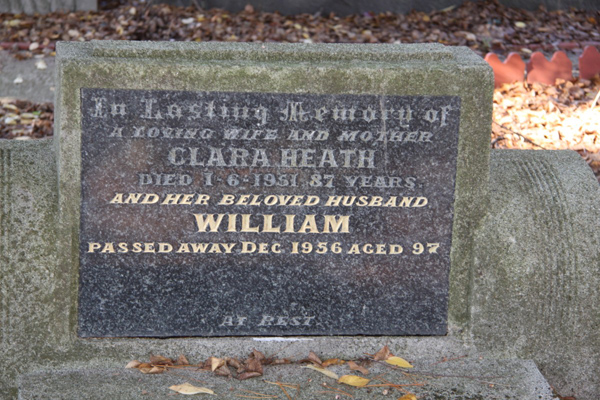 In Lasting Memory of
A LOVING WIFE AND MOTHER
CLARA HEATH
DIED 1-6-1951 87 YEARS.
AND HER BELOVED HUSBAND
WILLIAM
PASSED AWAY DEC. 1956 AGED 97
AT REST